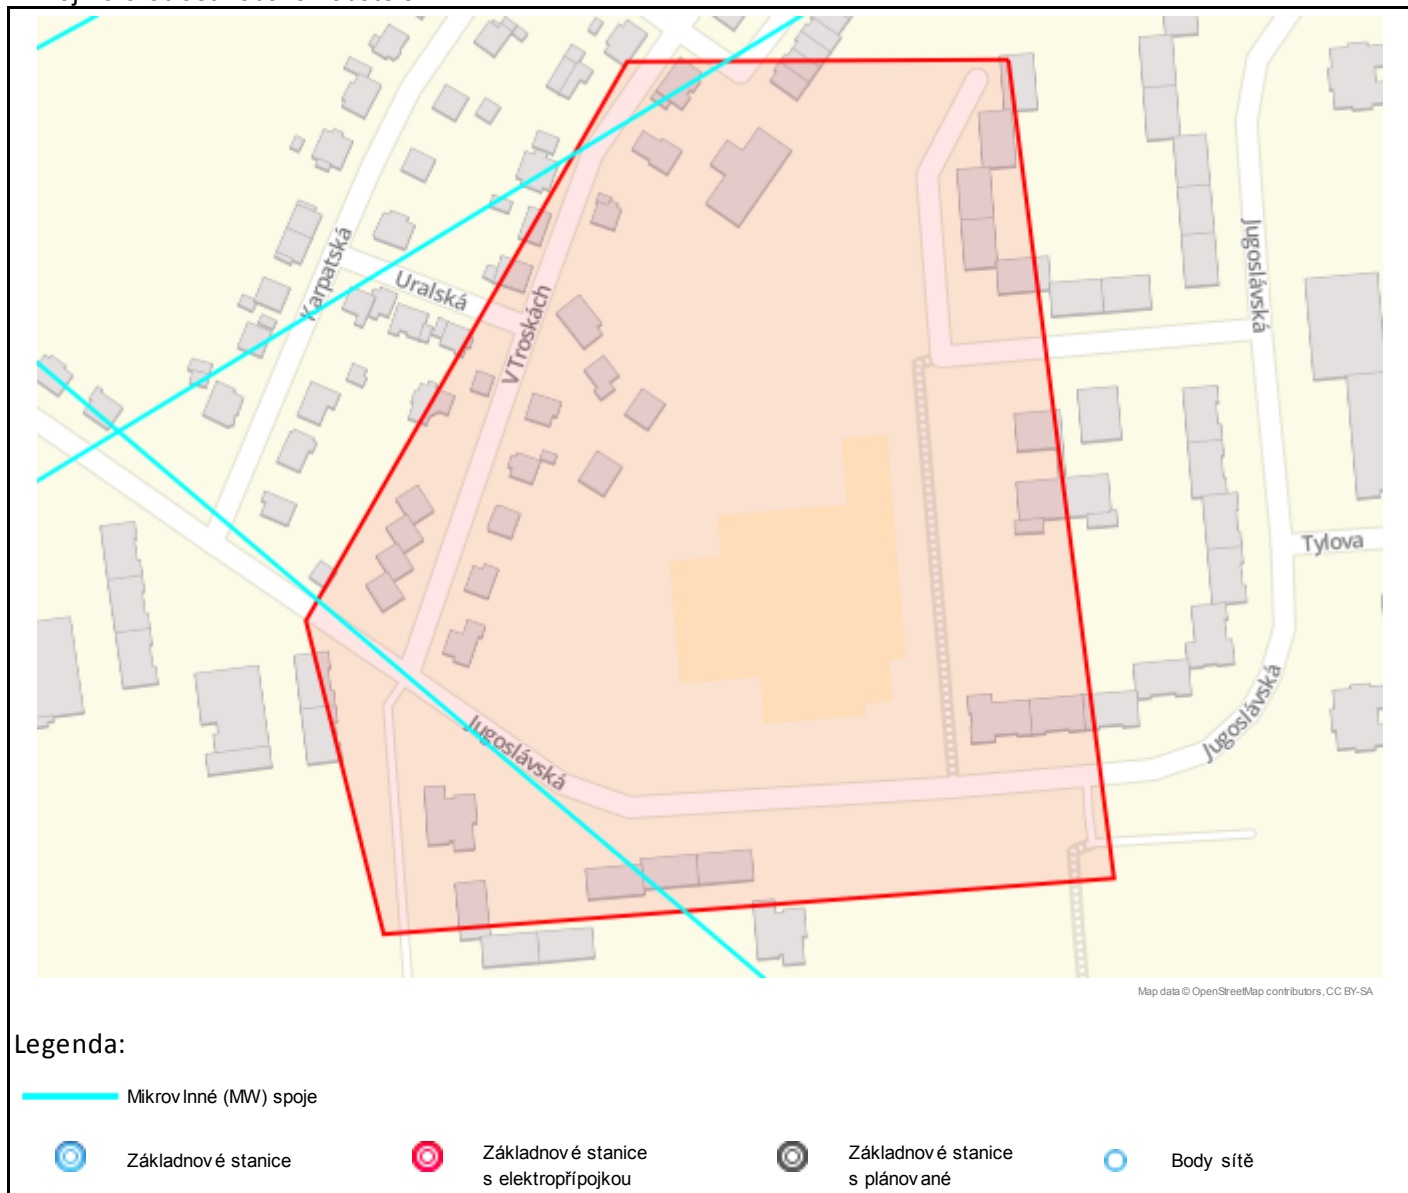 Karpatská
Uralská
V Troskách
Jugoslávská
Tylova
Jugoslávská
Jugoslávská
Map data © OpenStreetMap contributors, CC BY-SA
Legenda:
Mikrovlnné (MW) spoje
Základnové stanice
Základnové stanice
s elektropřípojkou
Základnové stanice
s plánované
Body sítě